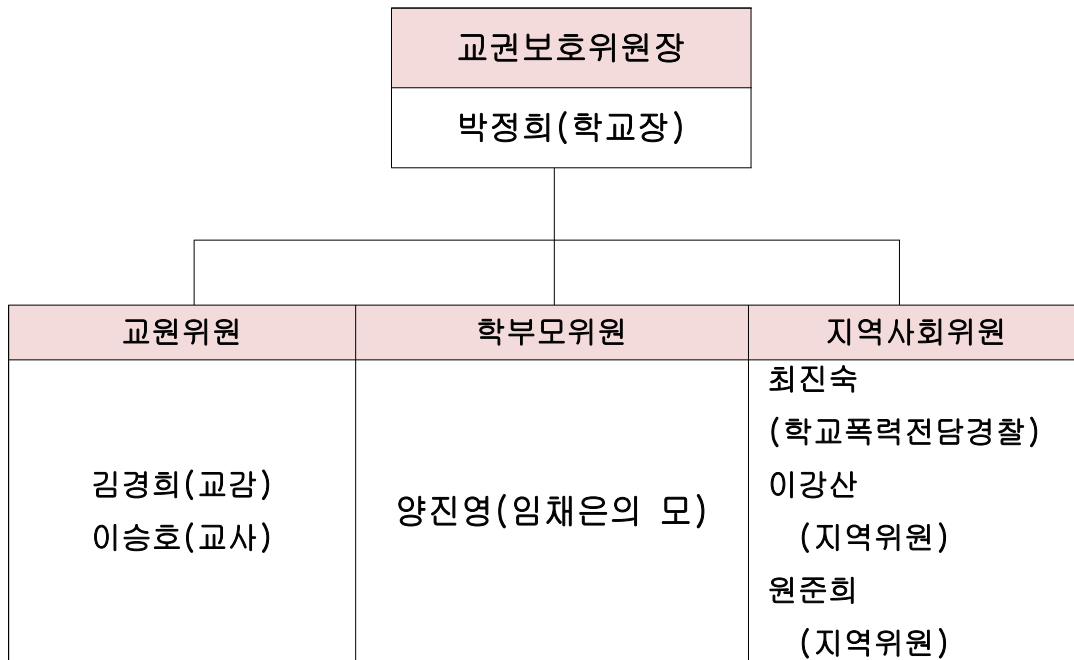 교권보호위원장
박정희(학교장)
교원위원
학부모위원
지역사회위원
김경희(교감)
이승호(교사)
양진영(임채은의 모)
최진숙
(학교폭력전담경찰)
이강산
(지역위원)
원준희
(지역위원)